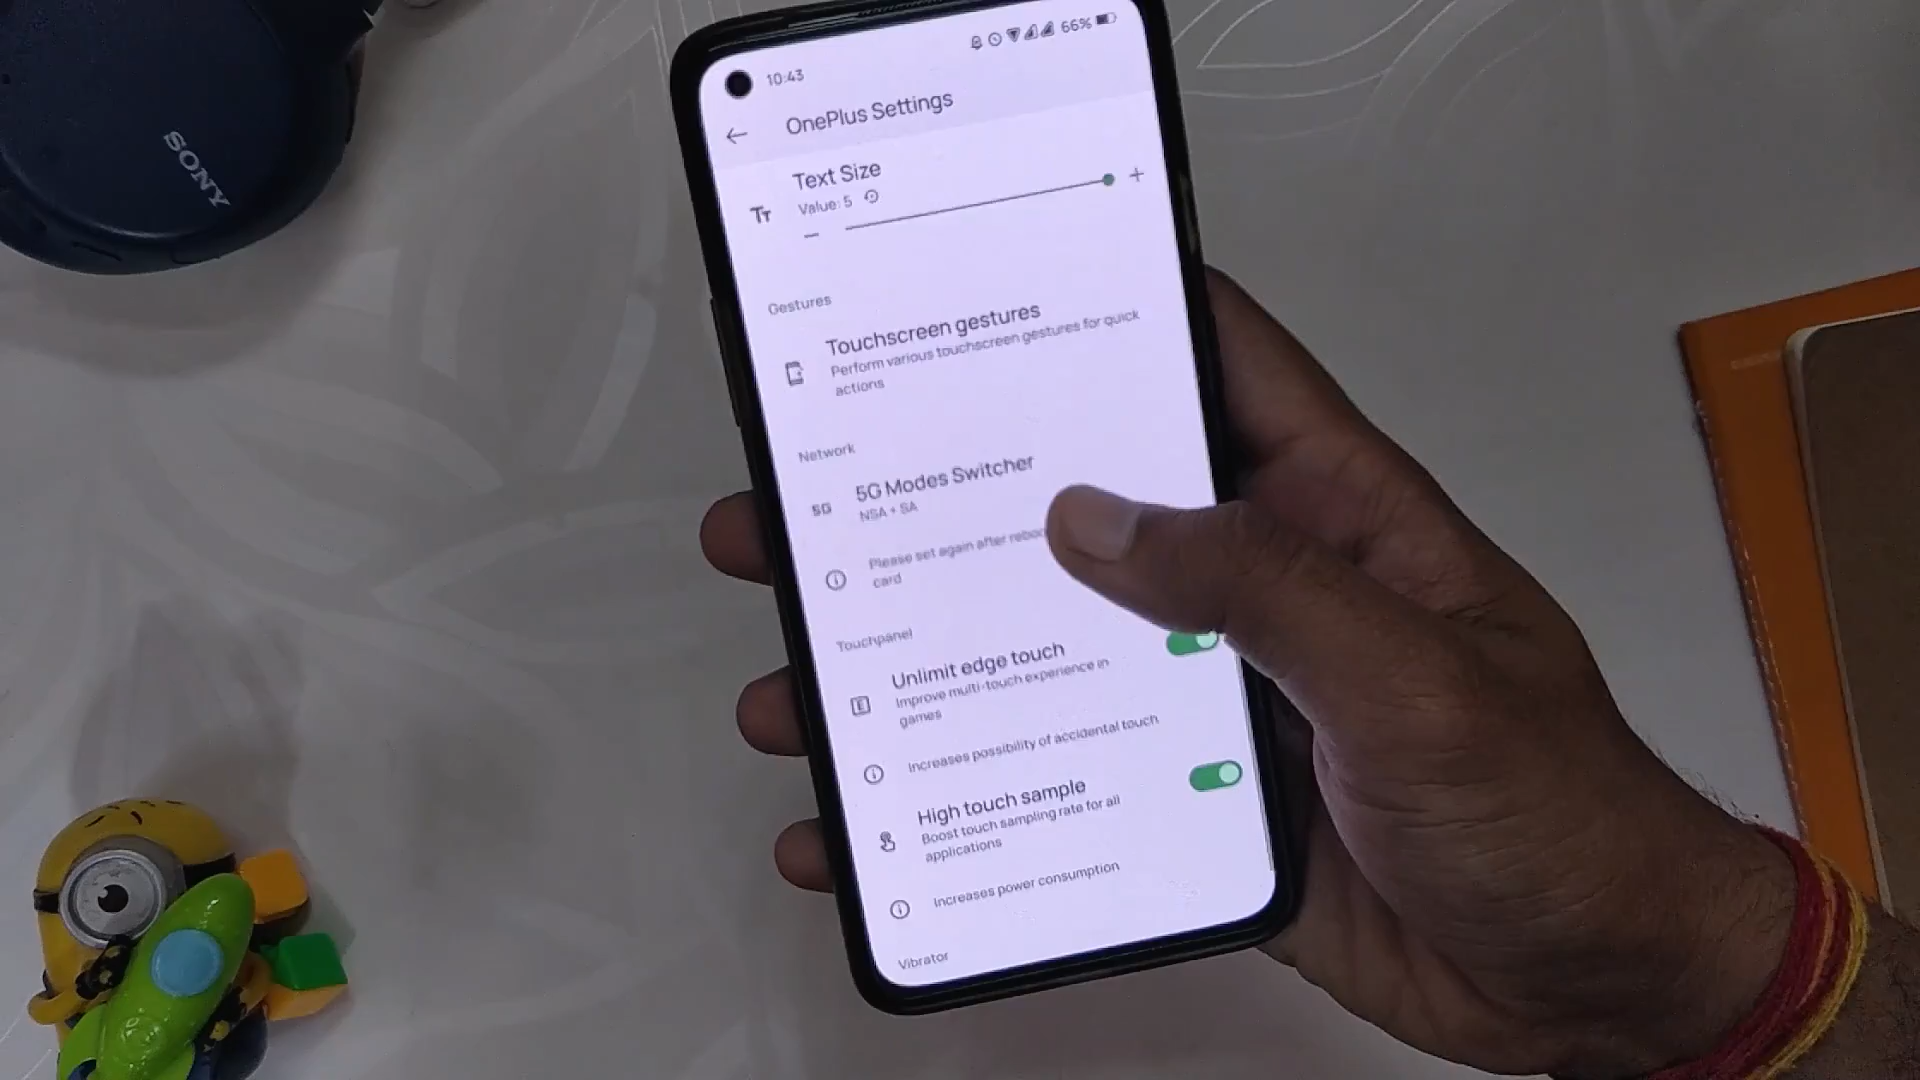 SONY
10:43
66%
OnePlus Settings
Text Size
Value: 5
Gestures
Touchscreen gestures
Perform various touchscreen gestures for quick
actions
Network
5G
5G Modes Switcher
NSA + SA
Please set again after
card
Touchpanel
Unlimit edge touch
Improve multi-touch experience in
games
Increases possibility of accidental touch
High touch sample
Boost touch sampling rate for all
applications
Increases power consumption
Vibrator